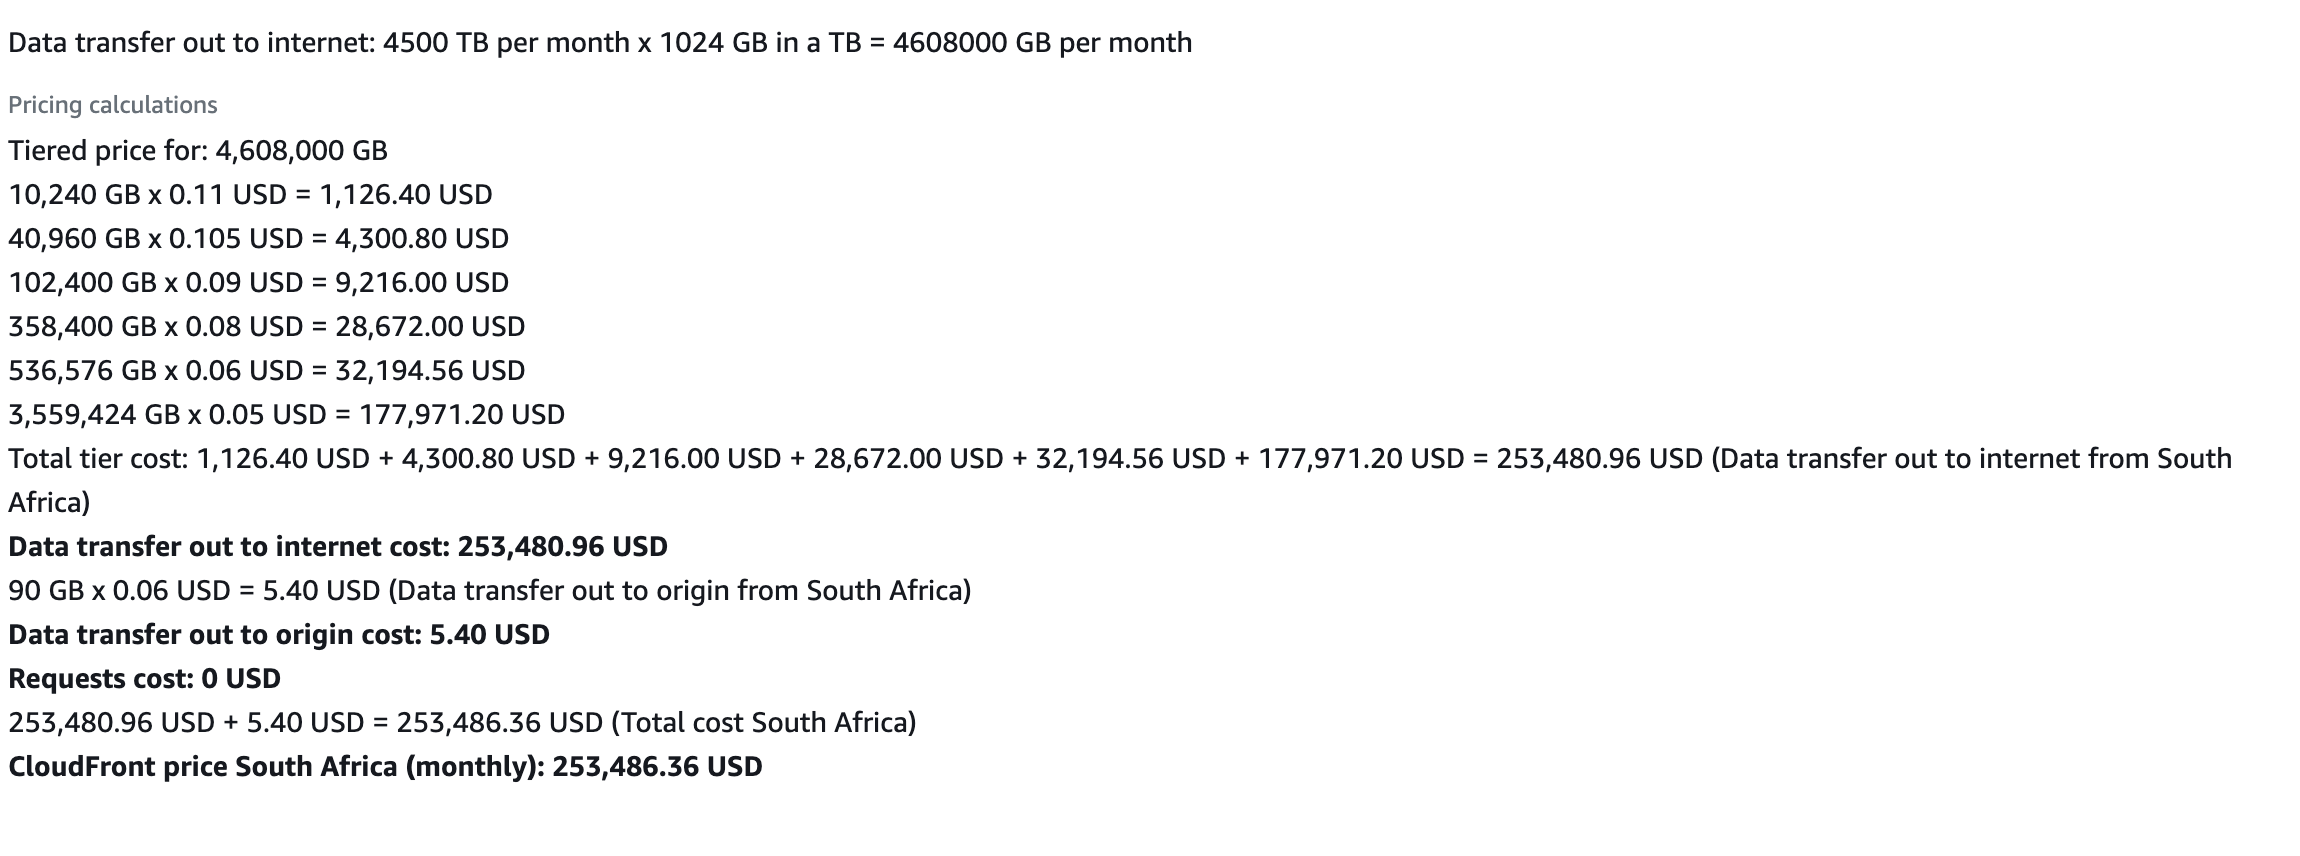 Data transfer out to internet: 4500 TB per month x 1024 GB in a TB = 4608000 GB per month
Pricing calculations
Tiered price for: 4,608,000 GB
10,240 GB x 0.11 USD = 1,126.40 USD
40,960 GB x 0.105 USD = 4,300.80 USD
102,400 GB x 0.09 USD = 9,216.00 USD
358,400 GB x 0.08 USD = 28,672.00 USD
536,576 GB x 0.06 USD = 32,194.56 USD
3,559,424 GB x 0.05 USD = 177,971.20 USD
Total tier cost: 1,126.40 USD + 4,300.80 USD + 9,216.00 USD + 28,672.00 USD + 32,194.56 USD + 177,971.20 USD = 253,480.96 USD (Data transfer out to internet from South
Africa)
Data transfer out to internet cost: 253,480.96 USD
90 GB x 0.06 USD = 5.40 USD (Data transfer out to origin from South Africa)
Data transfer out to origin cost: 5.40 USD
Requests cost: 0 USD
253,480.96 USD + 5.40 USD = 253,486.36 USD (Total cost South Africa)
CloudFront price South Africa (monthly): 253,486.36 USD